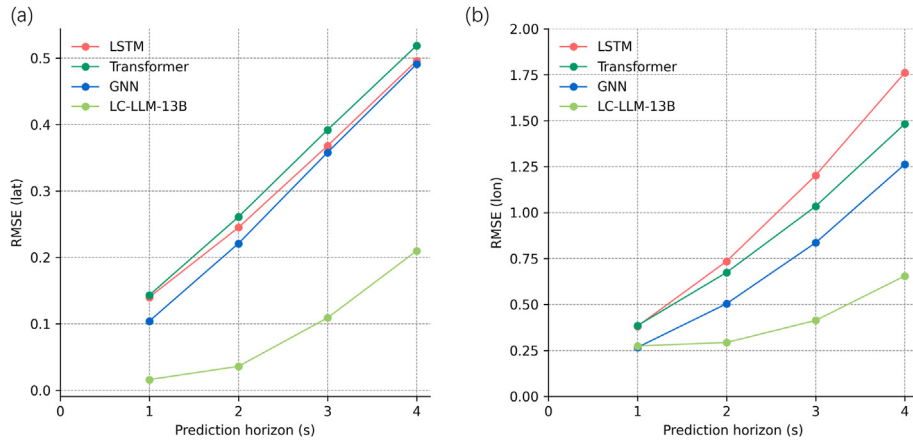 (a)
LSTM
Transformer
GNN
LC-LLM-13B
RMSE (lat)
0.5
0.4
0.3
0.2
0.1
0.0
0 1 2 3 4
Prediction horizon (s)
(b)
LSTM
Transformer
GNN
LC-LLM-13B
RMSE (lon)
2.00
1.75
1.50
1.25
1.00
0.75
0.50
0.25
0.00
0 1 2 3 4
Prediction horizon (s)